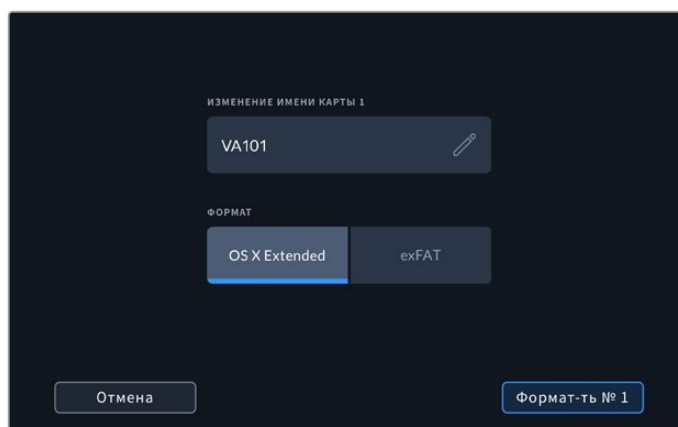 ИЗМЕНЕНИЕ ИМЕНИ КАРТЫ 1
VA101
ФОРМАТ
OS X Extended exFAT
Отмена Формат-ть № 1